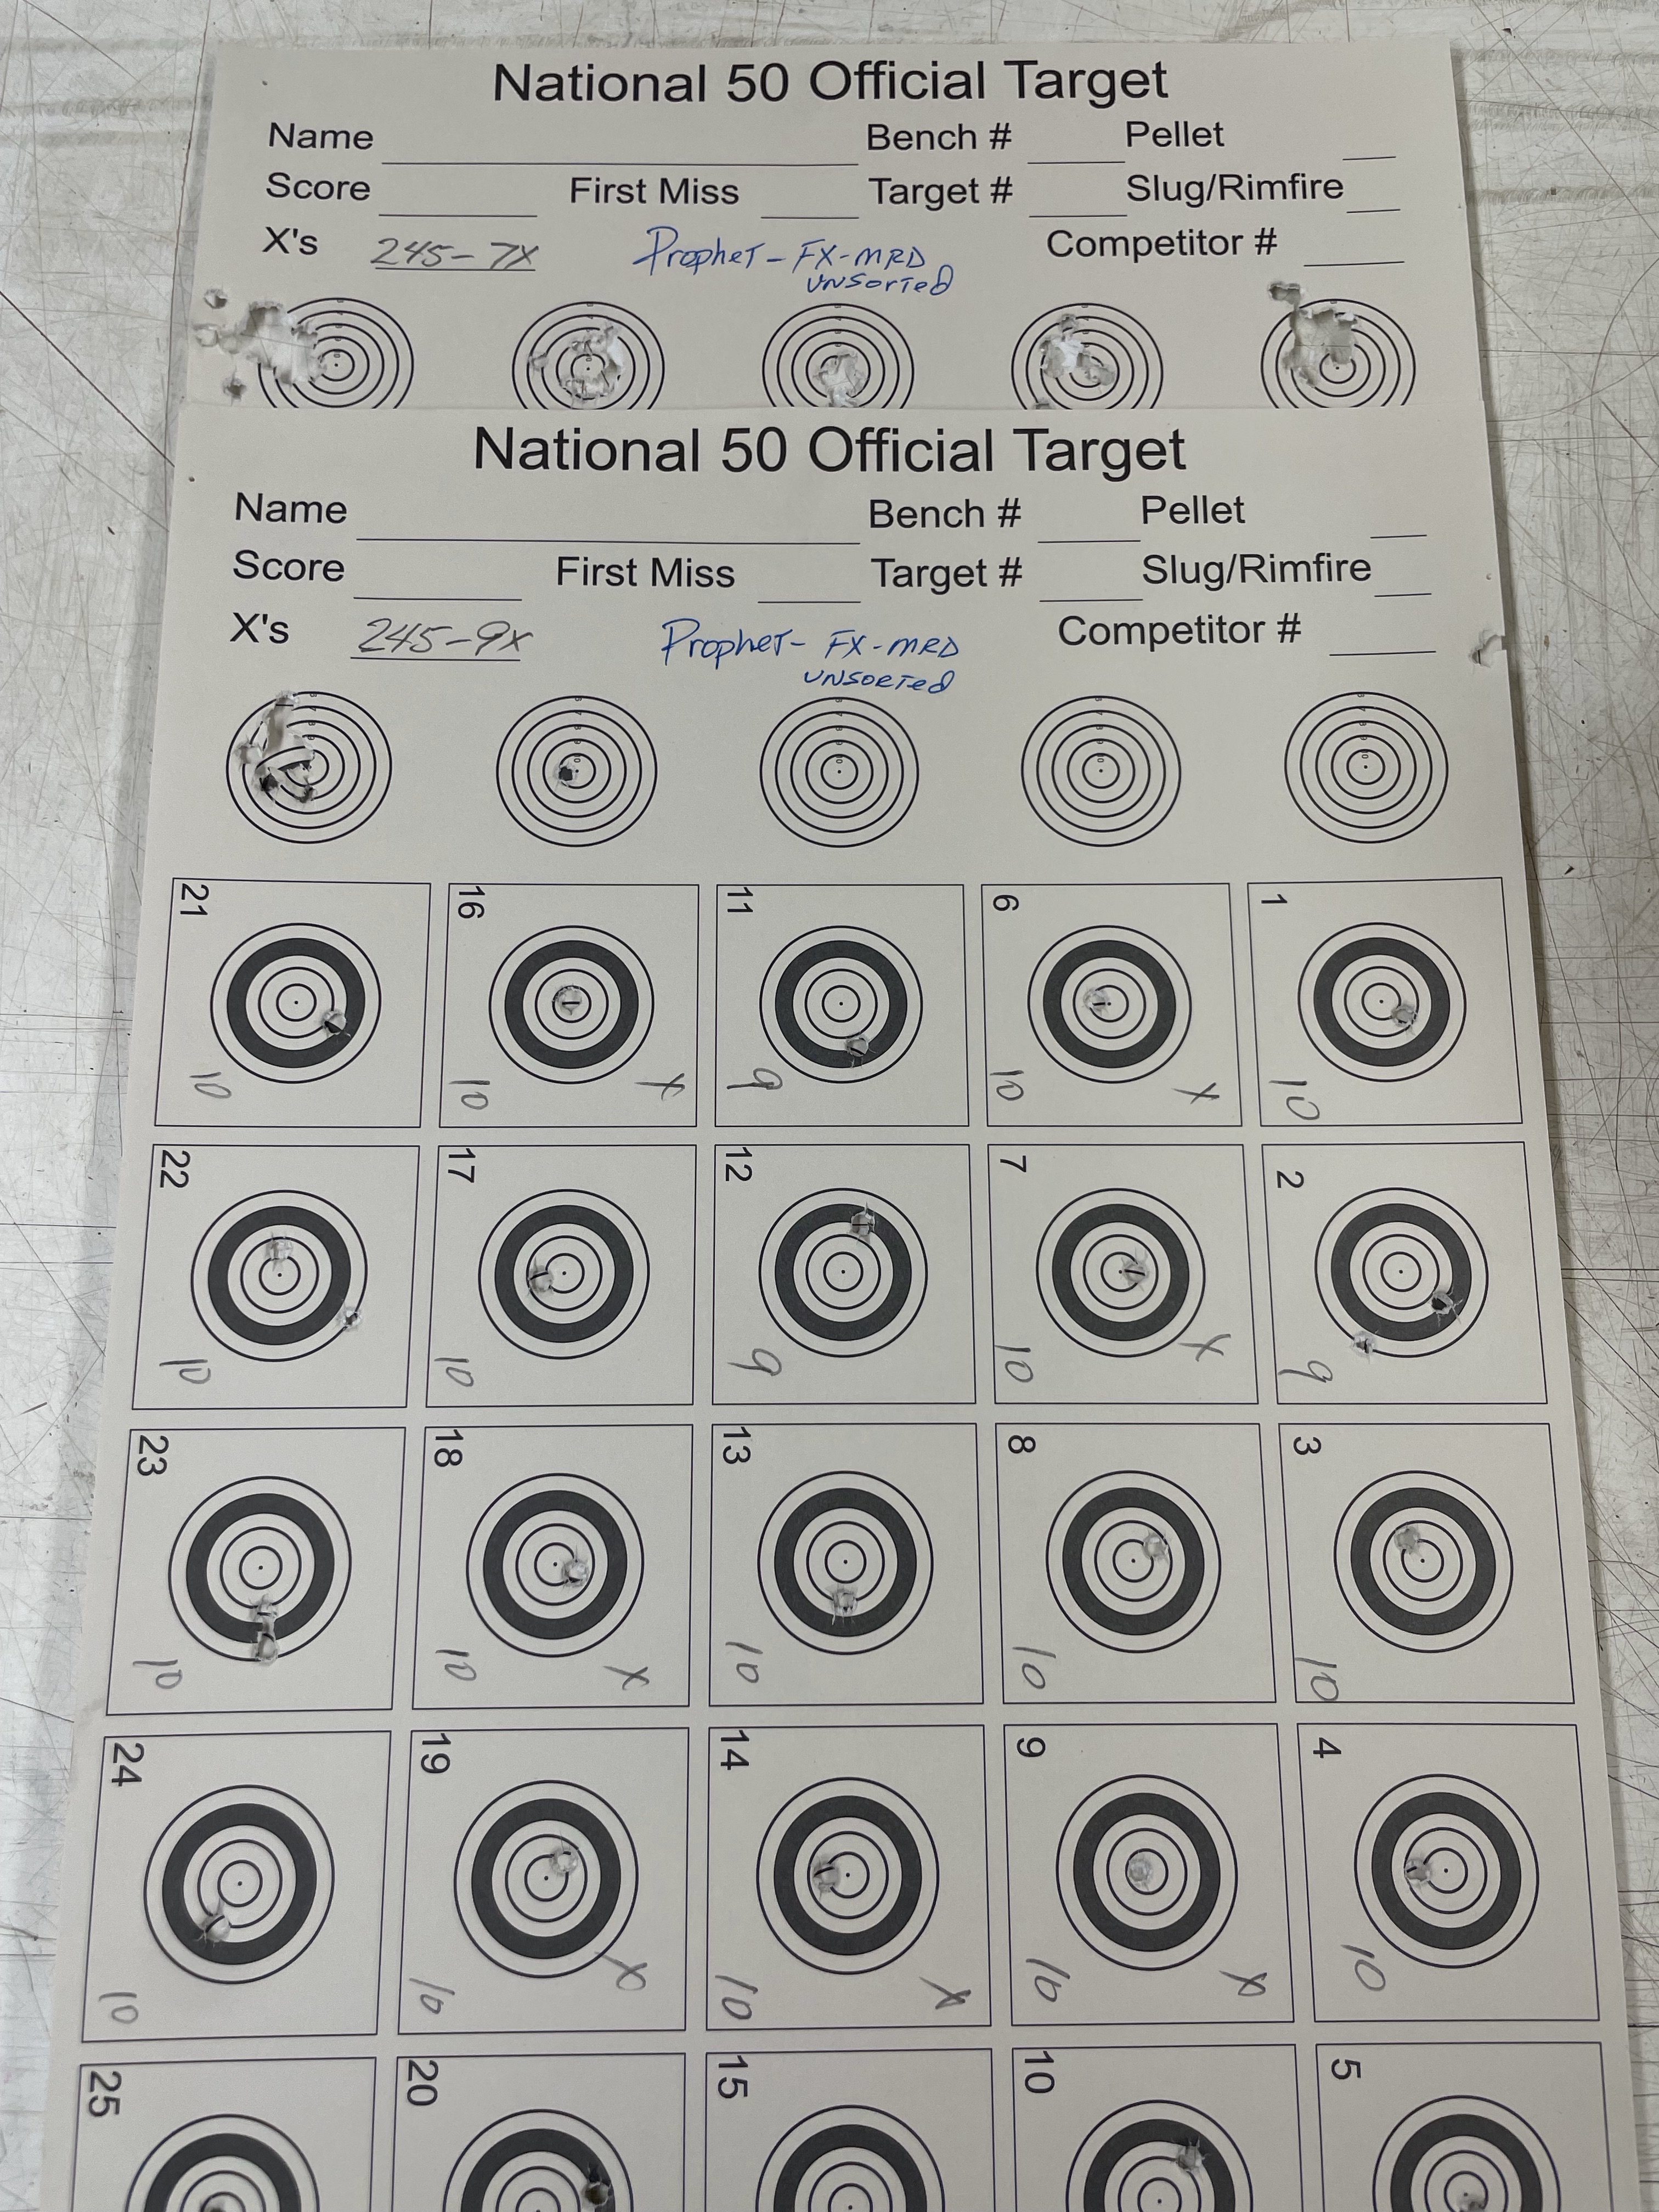 National 50 Official Target
Name Bench # Pellet
Score First Miss Target # Slug/Rimfire
X's 245-7X Prophet - FX-MRD Competitor #
unsorted
National 50 Official Target
Name Bench # Pellet
Score First Miss Target # Slug/Rimfire
X's 245-9X Prophet - FX-MRD Competitor #
unsorted
21 16 11 6 1
10 10 X 9 10 X 10
22 17 12 7 2
10 10 9 10 X 9
23 18 13 8 3
10 10 X 10 10 10
24 19 14 9 4
10 10 X 10 X 10 X 10
25 20 15 10 5